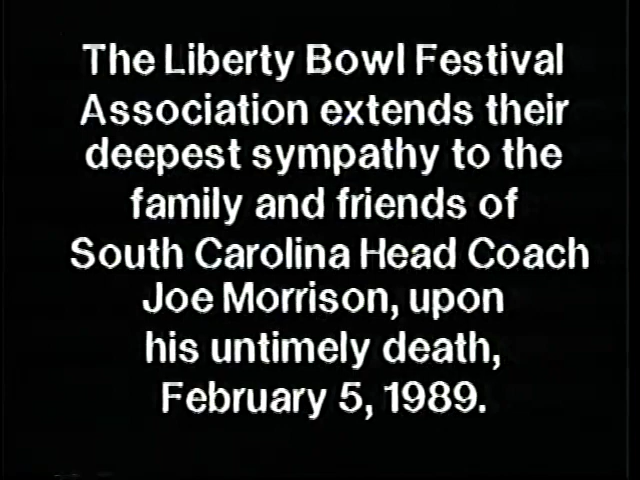 The Liberty Bowl Festival
Association extends their
deepest sympathy to the
family and friends of
South Carolina Head Coach
Joe Morrison, upon
his untimely death,
February 5, 1989.